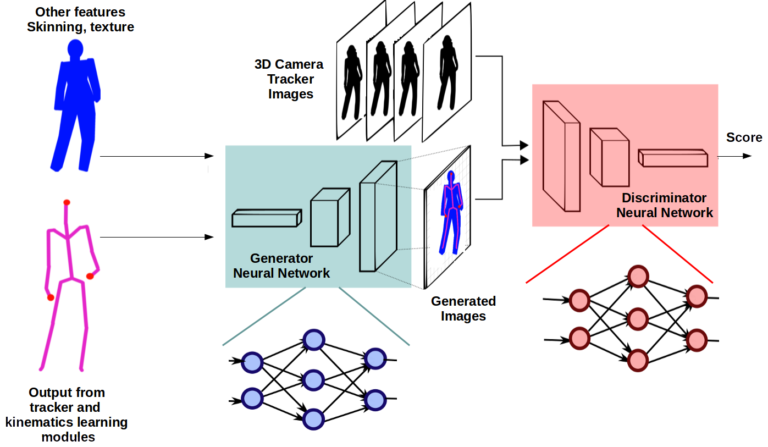 Other features
Skinning, texture
3D Camera
Tracker
Images
Score
Discriminator
Neural Network
Generator
Neural Network
Generated
Images
Output from
tracker and
kinematics learning
modules